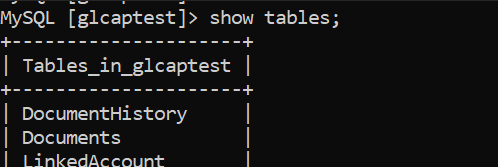 MySQL [glcaptest]> show tables;
+---------------------+
| Tables_in_glcaptest |
+---------------------+
| DocumentHistory     |
| Documents           |
| LinkedAccount       |